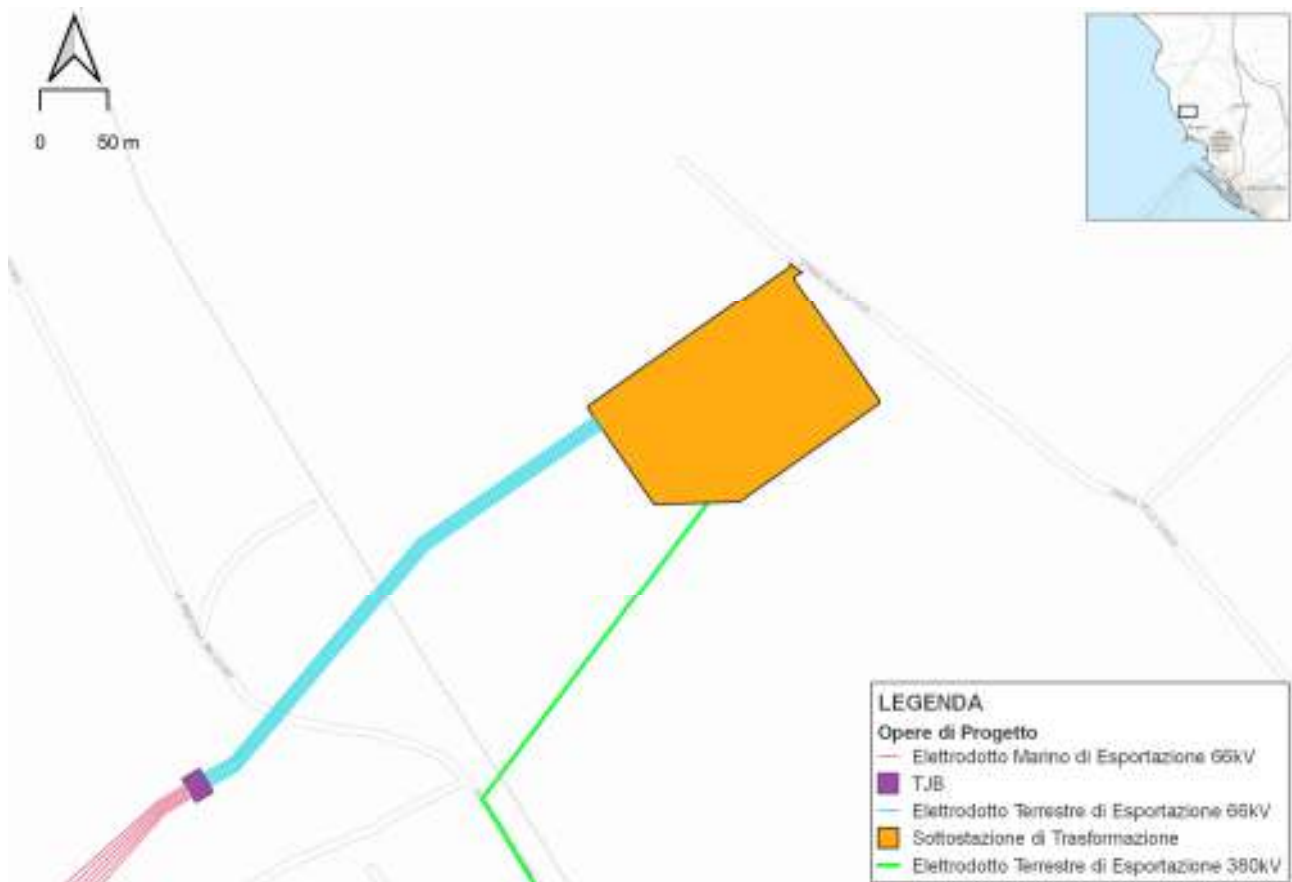 0 50 m
LEGENDA
Opere di Progetto
Elettrodotto Marino di Esportazione 66kV
TJB
Elettrodotto Terrestre di Esportazione 66kV
Sottostazione di Trasformazione
Elettrodotto Terrestre di Esportazione 380kV